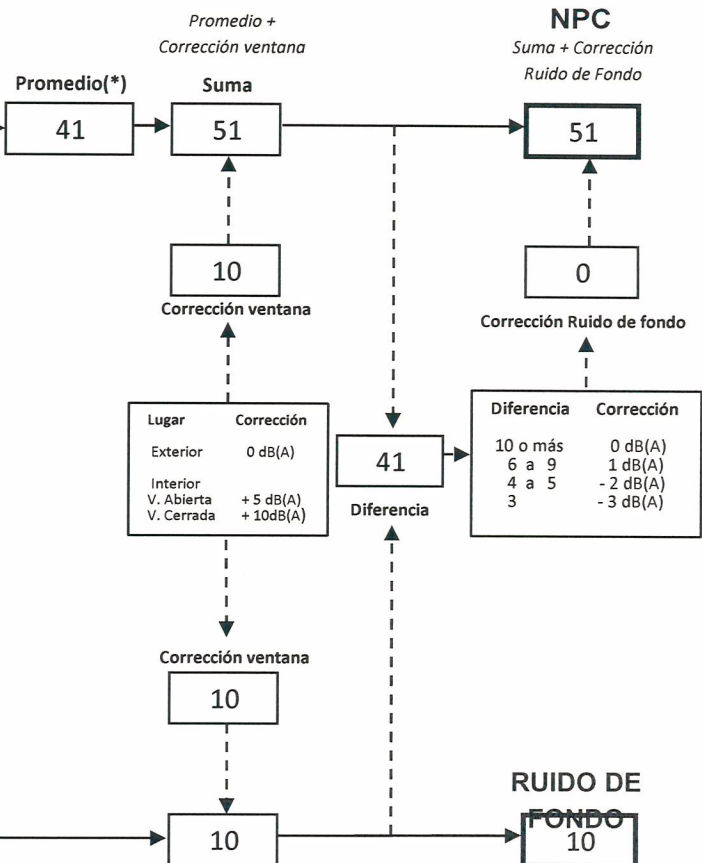 Promedio +
Corrección ventana
NPC
Suma + Corrección
Ruido de Fondo
Promedio(*)
Suma
41
51
51
10
0
Corrección ventana
Corrección Ruido de fondo
Lugar Corrección
Exterior 0 dB(A)
Interior
V. Abierta + 5 dB(A)
V. Cerrada + 10dB(A)
41
Diferencia
Diferencia Corrección
10 o más 0 dB(A)
6 a 9 1 dB(A)
4 a 5 - 2 dB(A)
3 - 3 dB(A)
Corrección ventana
10
RUIDO DE
FONDO
10
10